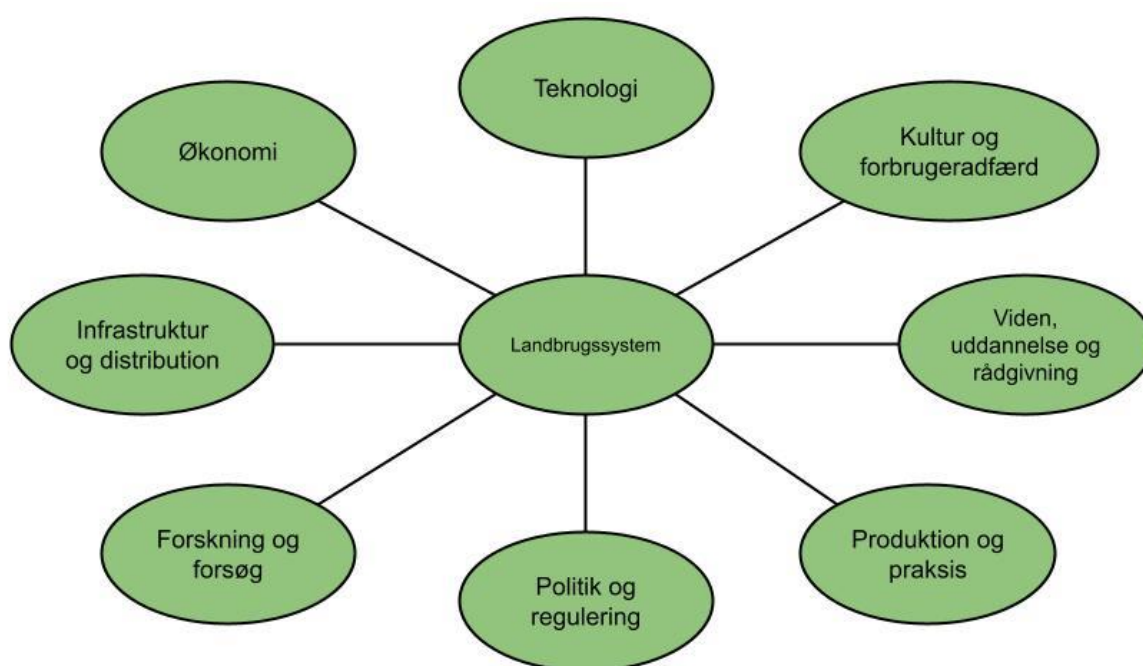 Teknologi
Økonomi
Kultur og
forbrugeradfærd
Infrastruktur
og distribution
Landbrugssystem
Viden,
uddannelse og
rådgivning
Forskning og
forsøg
Politik og
regulering
Produktion og
praksis